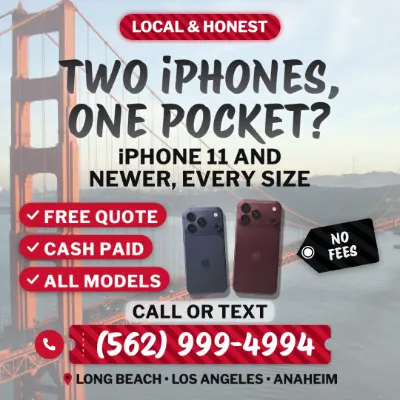 LOCAL & HONEST
TWO iPHONES,
ONE POCKET?
iPHONE 11 AND
NEWER, EVERY SIZE
FREE QUOTE
CASH PAID
ALL MODELS
NO
FEES
CALL OR TEXT
(562) 999-4994
LONG BEACH • LOS ANGELES • ANAHEIM